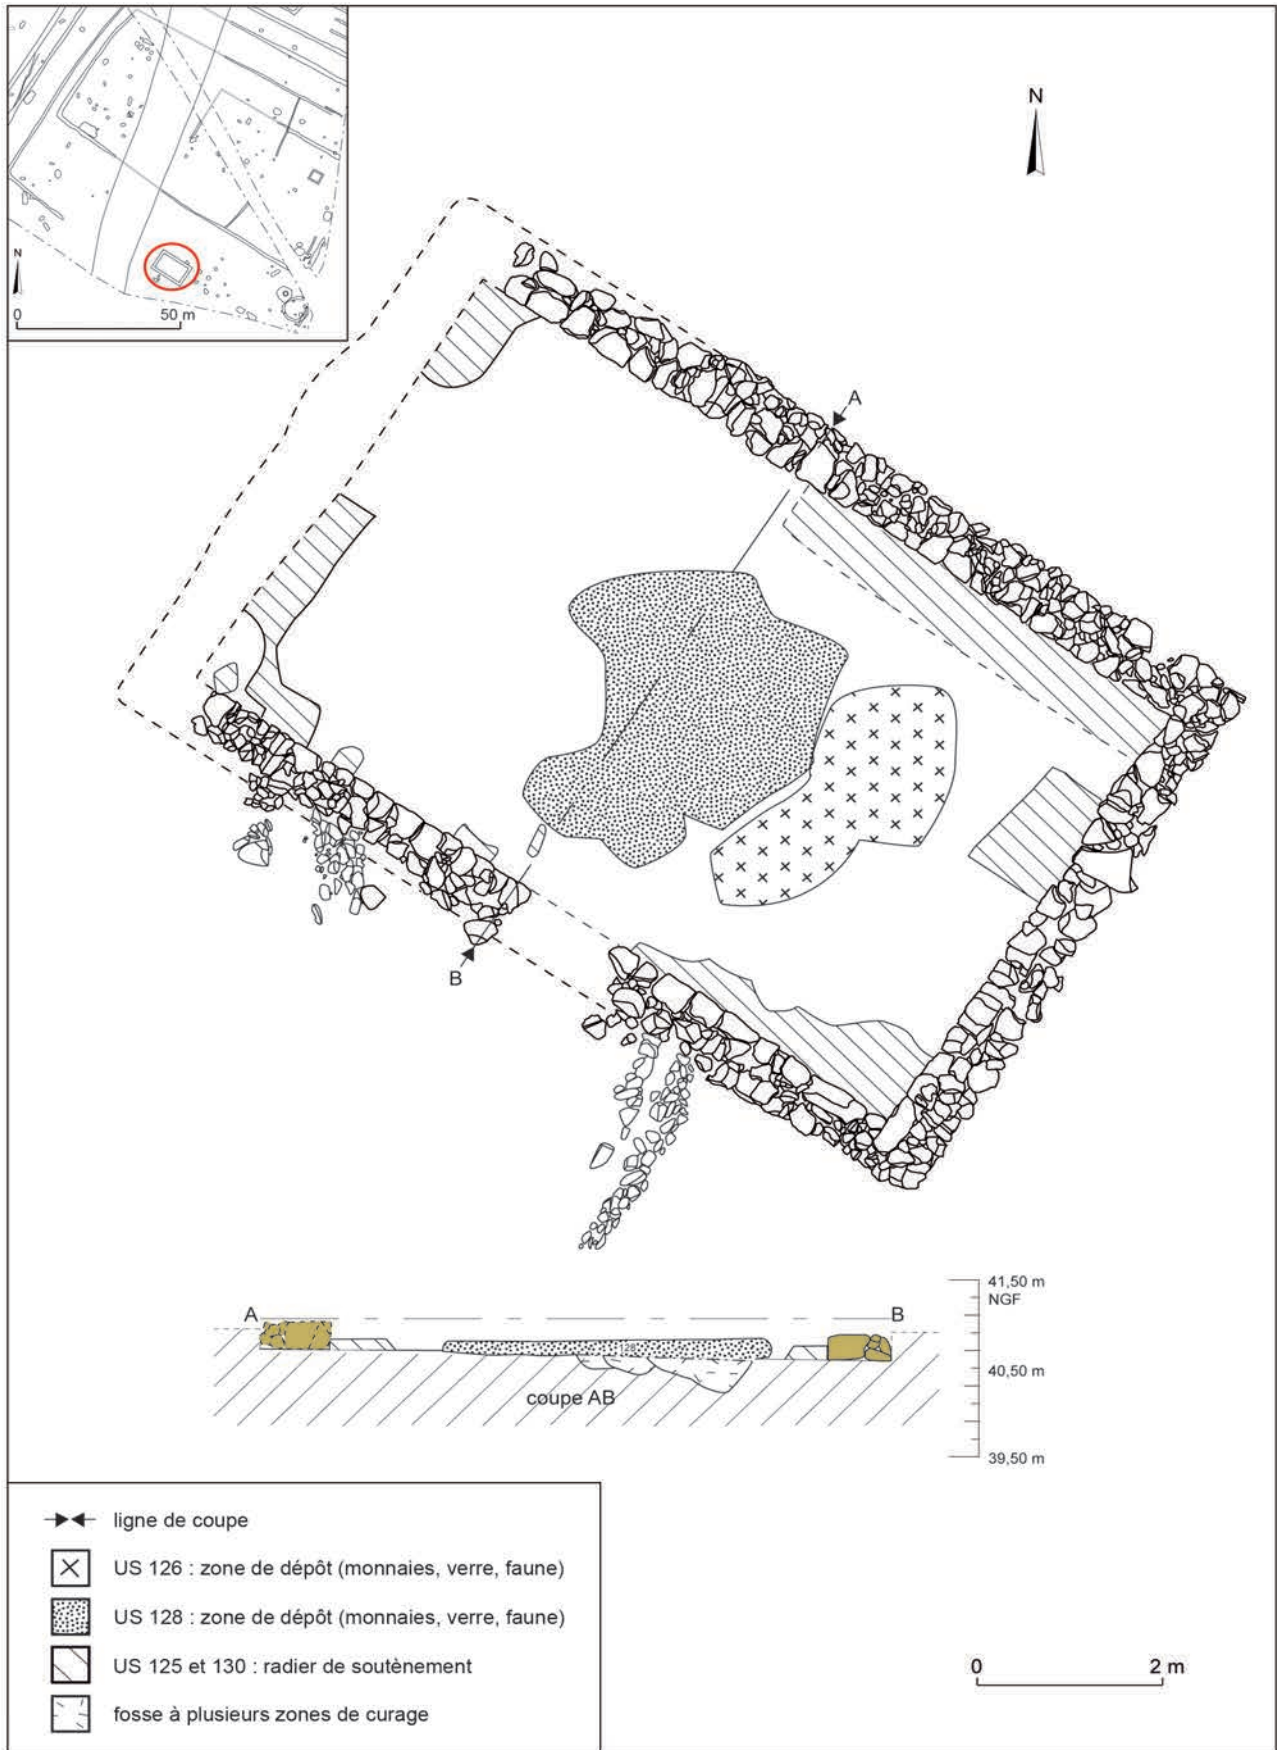 N
0
50 m
N
A
B
A
B
128
coupe AB
41,50 m
NGF
40,50 m
39,50 m
ligne de coupe
US 126 : zone de dépôt (monnaies, verre, faune)
US 128 : zone de dépôt (monnaies, verre, faune)
US 125 et 130 : radier de soutènement
fosse à plusieurs zones de curage
0
2 m